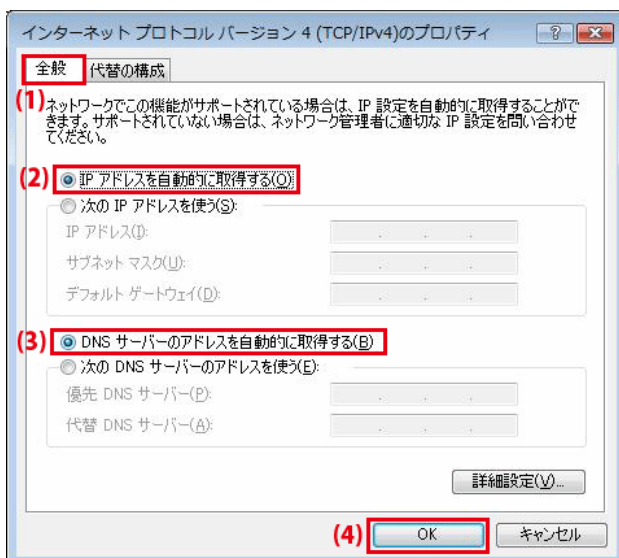 インターネット プロトコル バージョン 4 (TCP/IPv4)のプロパティ
全般 代替の構成
(1) ネットワークでこの機能がサポートされている場合は、IP 設定を自動的に取得することがで
きます。サポートされていない場合は、ネットワーク管理者に適切な IP 設定を問い合わせ
てください。
(2) IP アドレスを自動的に取得する(O)
次の IP アドレスを使う(S):
IP アドレス(I):
サブネット マスク(U):
デフォルト ゲートウェイ(D):
(3) DNS サーバーのアドレスを自動的に取得する(B)
次の DNS サーバーのアドレスを使う(E):
優先 DNS サーバー(P):
代替 DNS サーバー(A):
詳細設定(V)...
(4) OK キャンセル